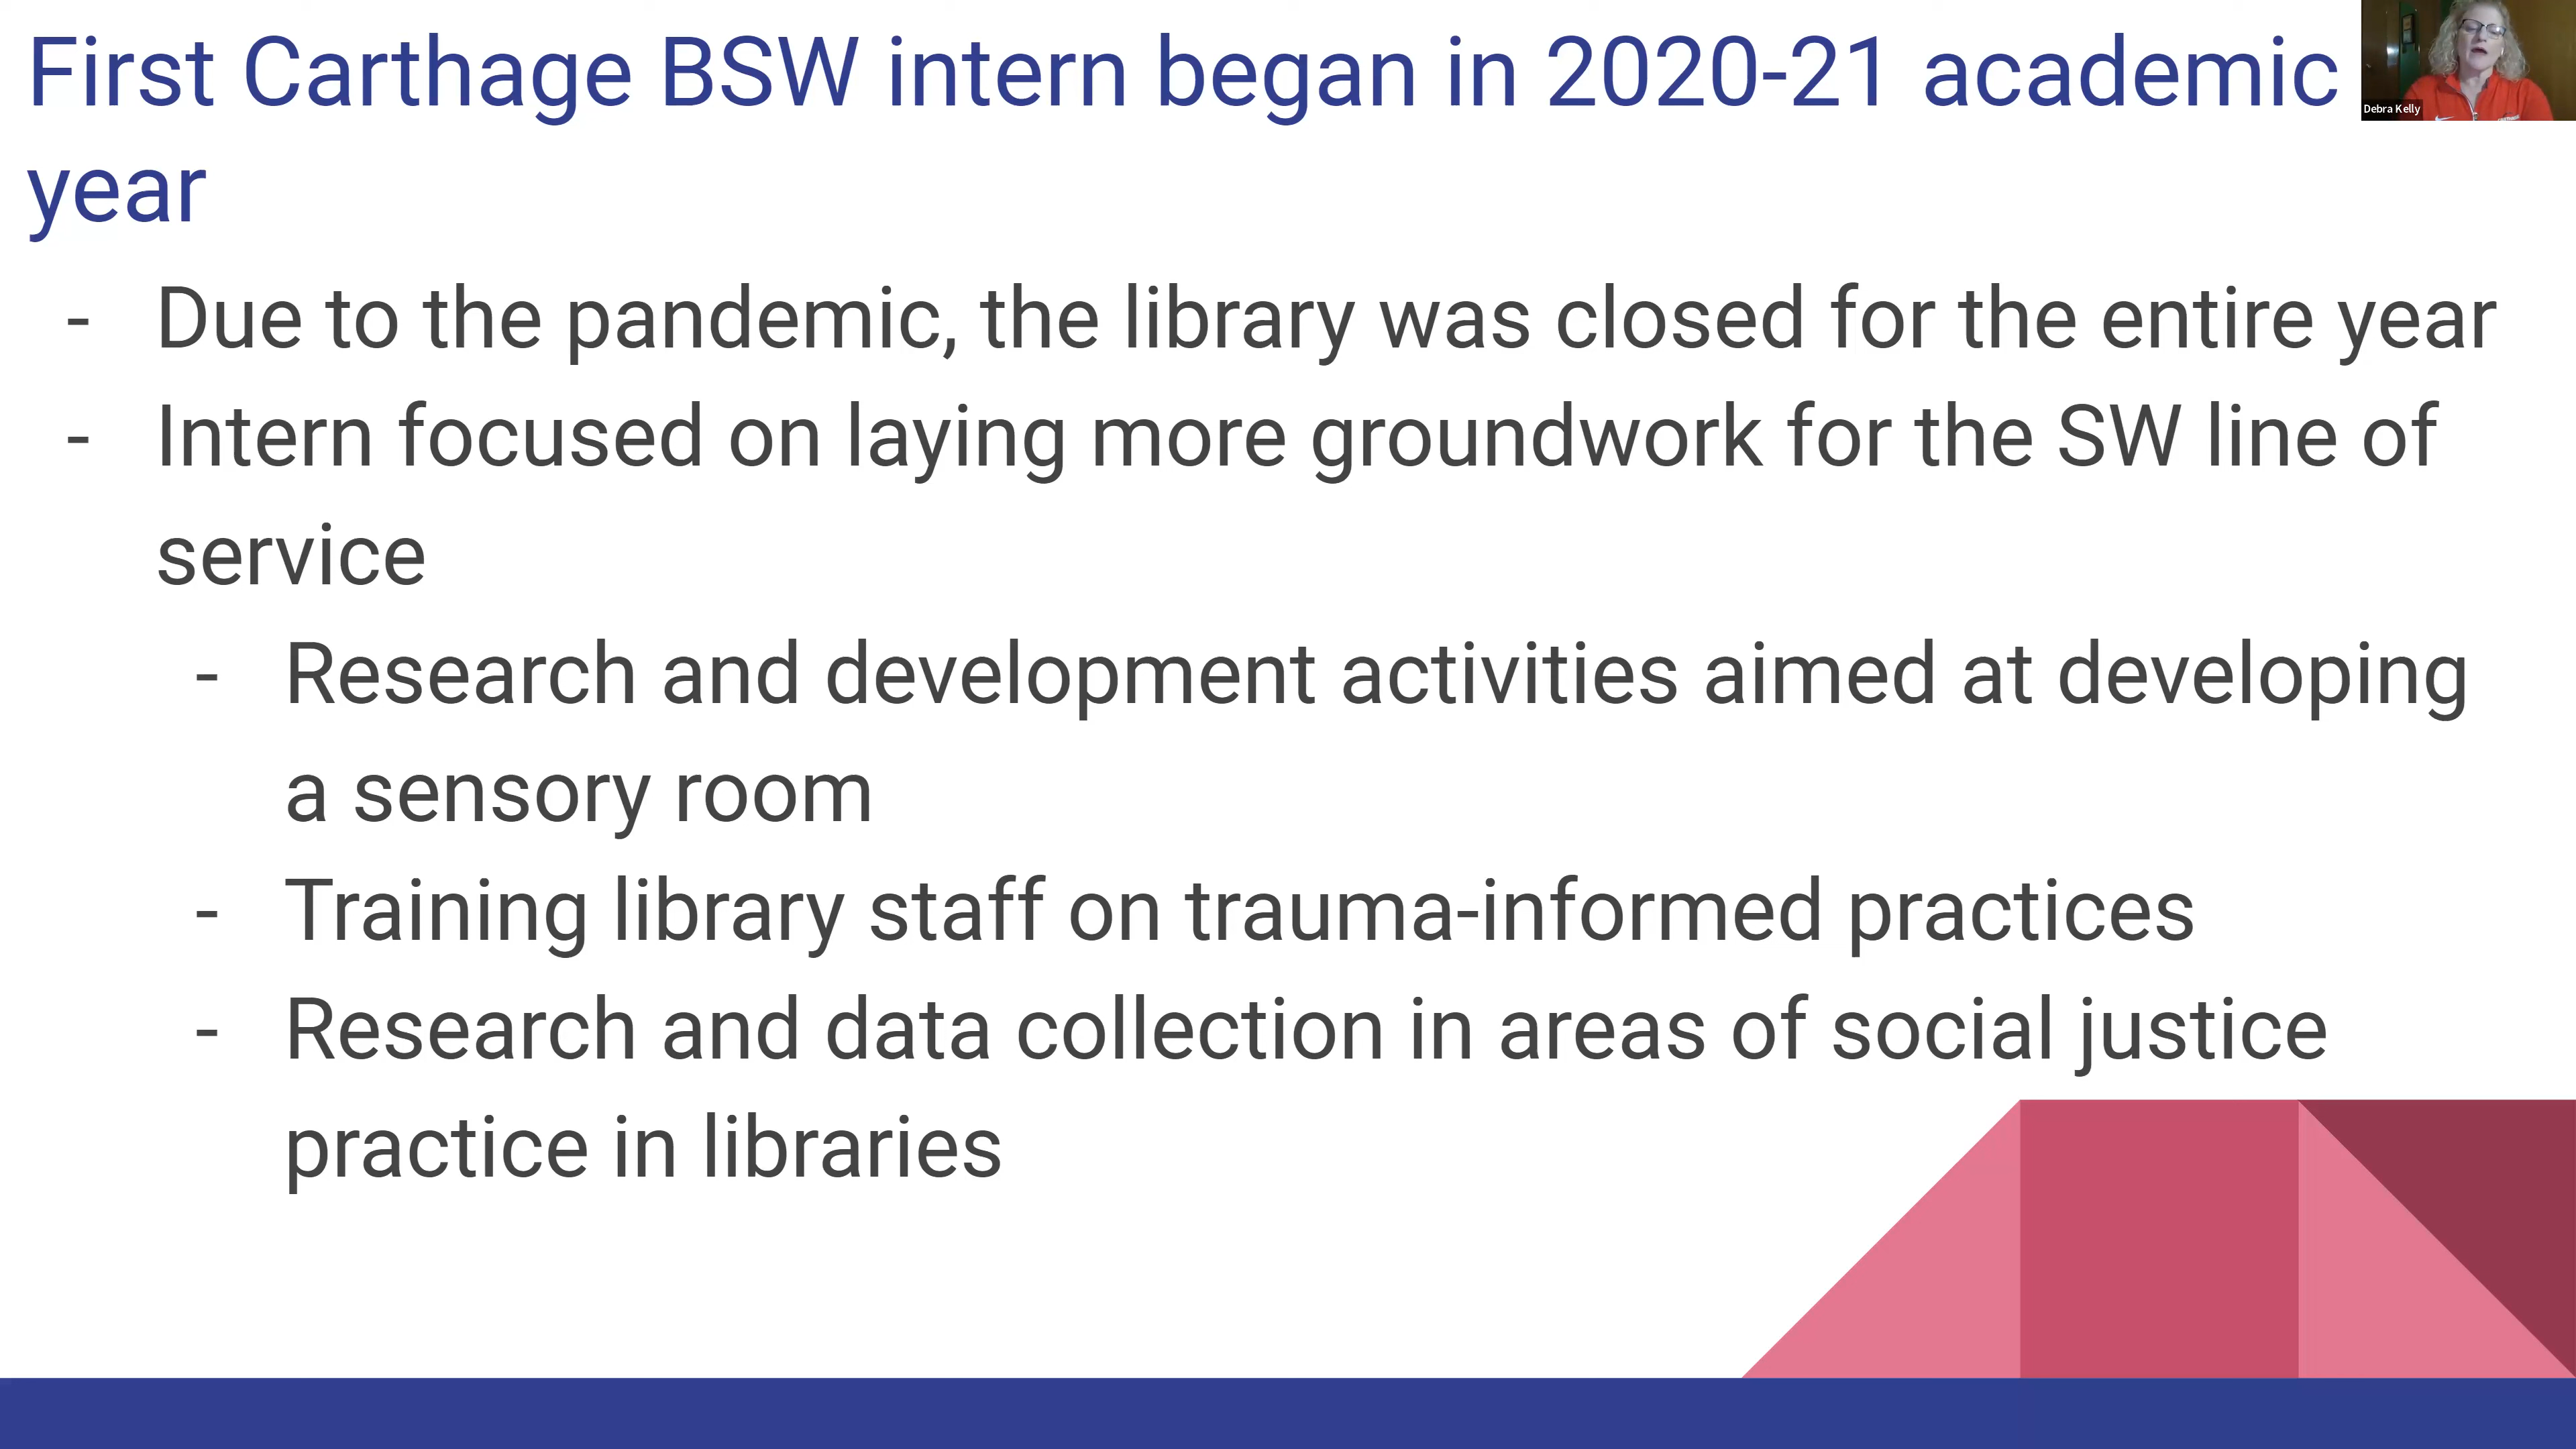 First Carthage BSW intern began in 2020-21 academic
year
Debra Kelly
- Due to the pandemic, the library was closed for the entire year
- Intern focused on laying more groundwork for the SW line of
service
- Research and development activities aimed at developing
a sensory room
- Training library staff on trauma-informed practices
- Research and data collection in areas of social justice
practice in libraries